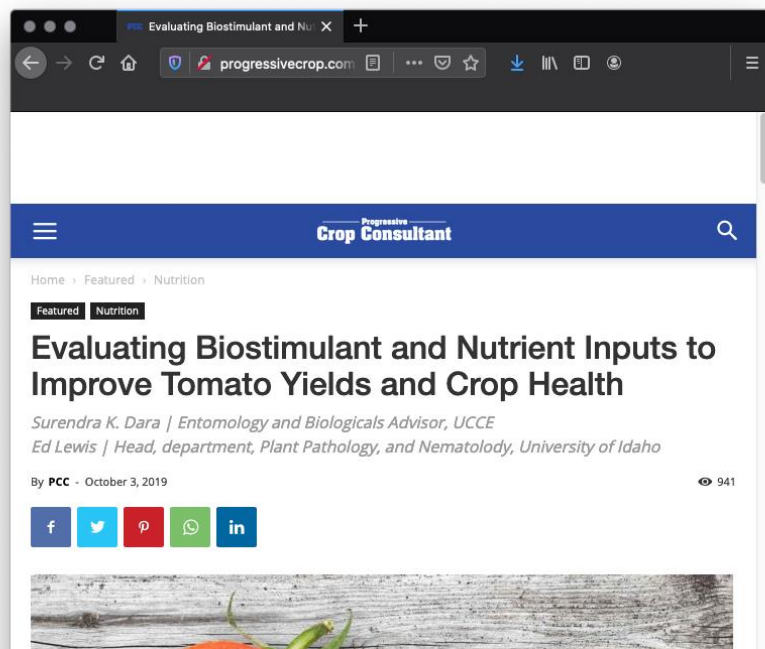 PCC Evaluating Biostimulant and Nut
progressivecrop.com
Progressive
Crop Consultant
Home › Featured › Nutrition
Featured Nutrition
Evaluating Biostimulant and Nutrient Inputs to
Improve Tomato Yields and Crop Health
Surendra K. Dara | Entomology and Biologicals Advisor, UCCE
Ed Lewis | Head, department, Plant Pathology, and Nematolody, University of Idaho
By PCC - October 3, 2019 941